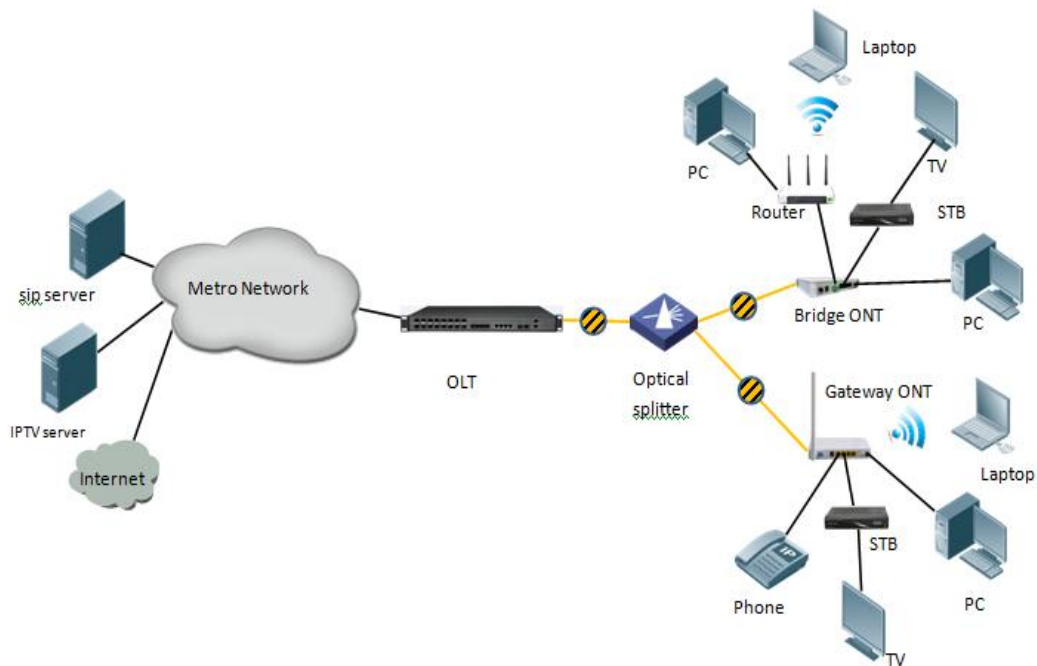 Laptop
PC
TV
Router
STB
sip server
Metro Network
Bridge ONT
PC
OLT
Optical
splitter
Gateway ONT
IPTV server
Internet
Laptop
IP
STB
Phone
PC
TV